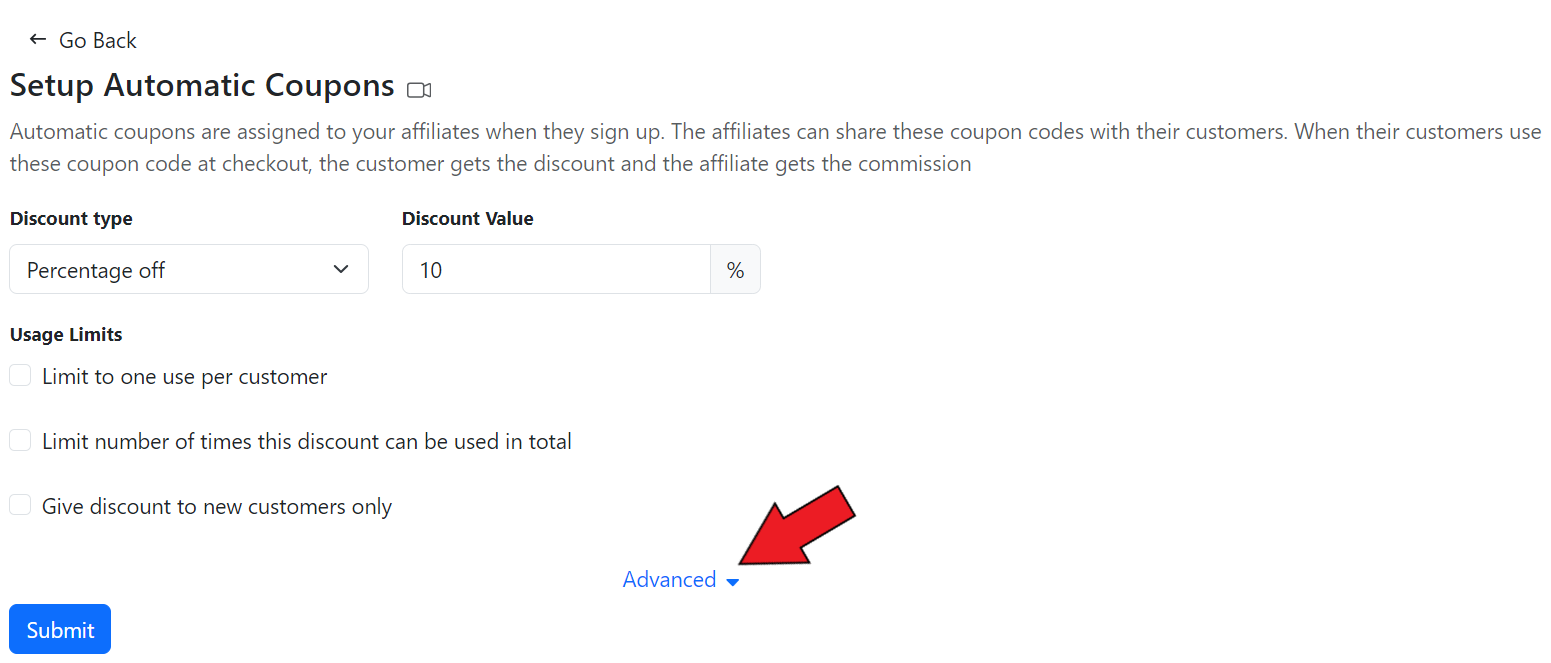 Go Back
Setup Automatic Coupons
Automatic coupons are assigned to your affiliates when they sign up. The affiliates can share these coupon codes with their customers. When their customers use
these coupon code at checkout, the customer gets the discount and the affiliate gets the commission
Discount type Discount Value
Percentage off 10 %
Usage Limits
Limit to one use per customer
Limit number of times this discount can be used in total
Give discount to new customers only
Advanced
Submit